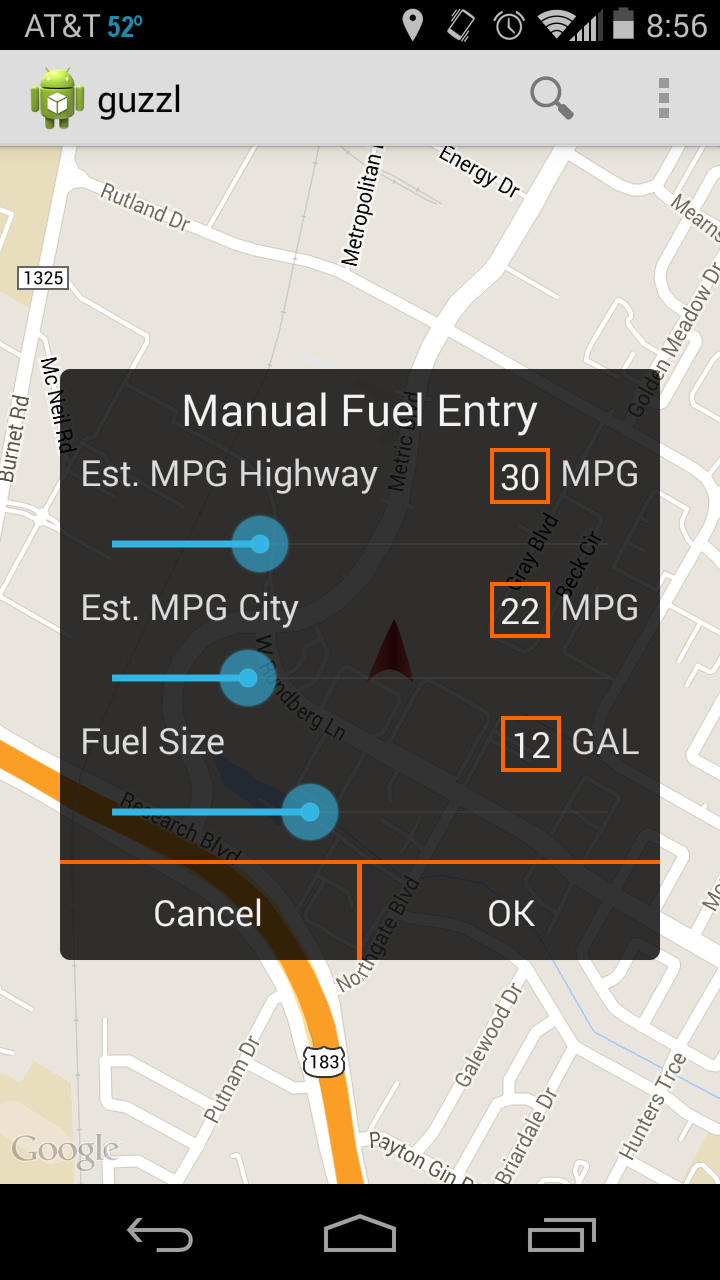 AT&T 52° 8:56
guzzl
Energy Dr
Rutland Dr
Metropolitan
Mearns
1325
Golden Meadow Dr
Mc Neil Rd
Burnet Rd
Manual Fuel Entry
Metric Blvd
Est. MPG Highway 30 MPG
Gray Blvd
Beck Cir
Est. MPG City 22 MPG
W Rundberg Ln
Fuel Size 12 GAL
Research Blvd
Cancel OK
Northgate Blvd
Galewood Dr
183
Putnam Dr
Hunters Trce
Briardale Dr
Payton Gin
Google